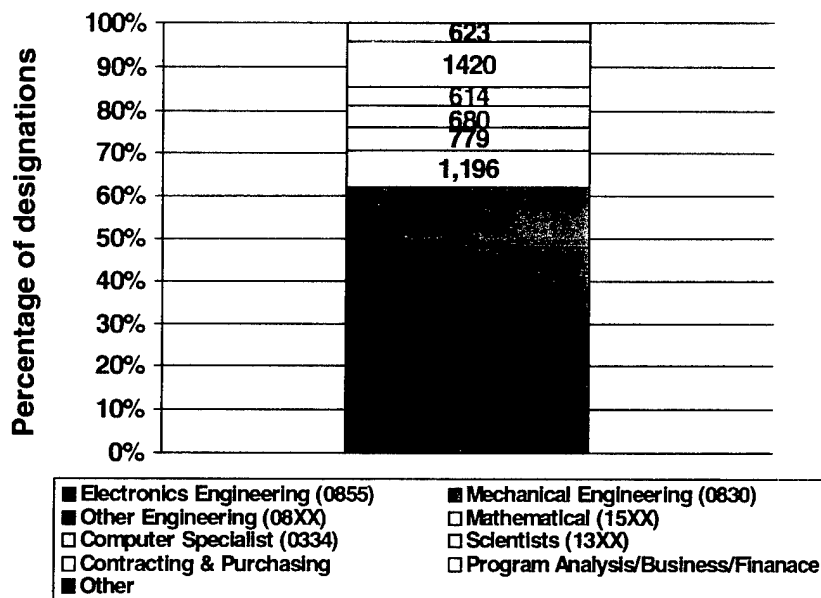 Percentage of designations
100%
90%
80%
70%
60%
50%
40%
30%
20%
10%
0%
623
1420
614
680
779
1,196
Electronics Engineering (0855)
Mechanical Engineering (0830)
Other Engineering (08XX)
Mathematical (15XX)
Computer Specialist (0334)
Scientists (13XX)
Contracting & Purchasing
Program Analysis/Business/Finanace
Other